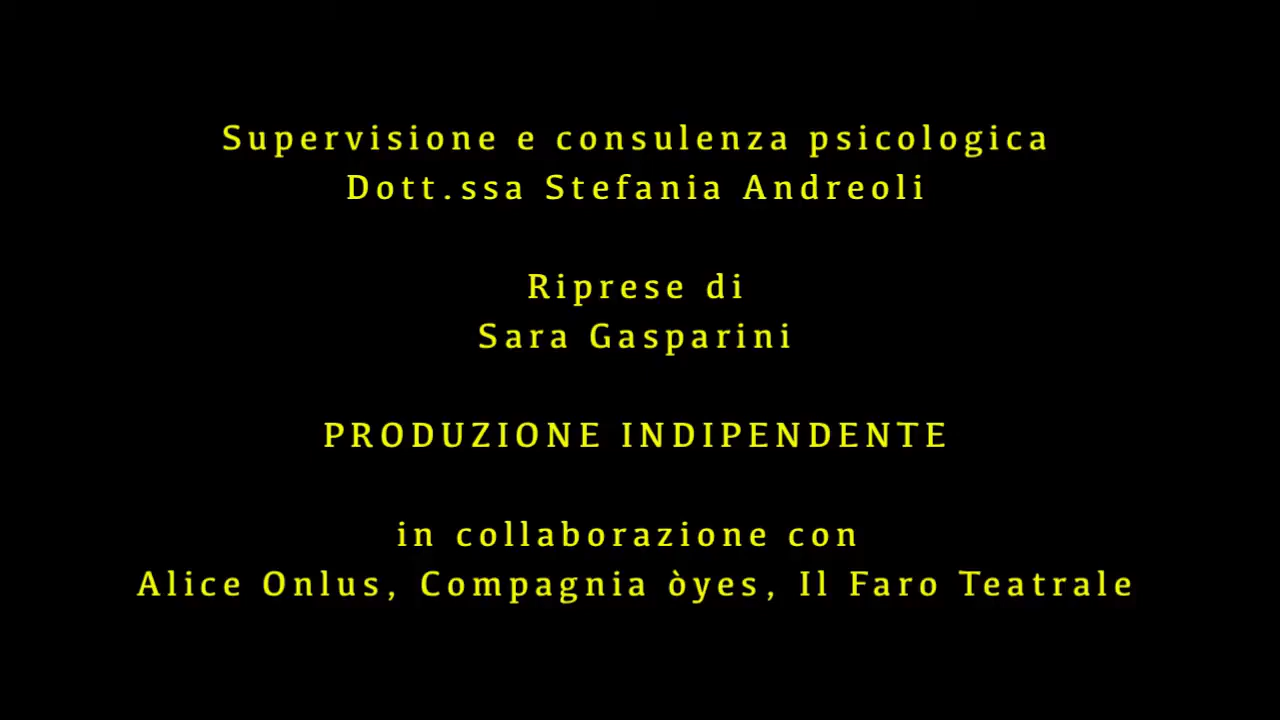 Supervisione e consulenza psicologica
Dott.ssa Stefania Andreoli
Riprese di
Sara Gasparini
PRODUZIONE INDIPENDENTE
in collaborazione con
Alice Onlus, Compagnia òyes, Il Faro Teatrale